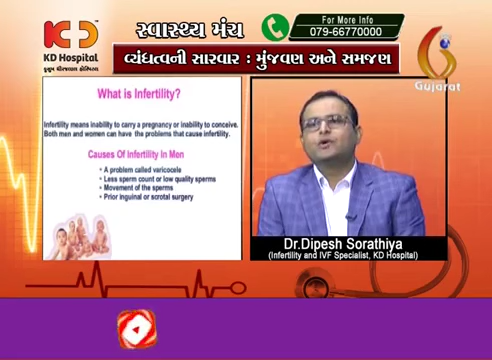 KD
KD Hospital
કુસુમ ધીરજલાલ હોસ્પિટલ
સ્વાસ્થ્ય મંચ
For More Info
079-66770000
વ્યંધત્વની સારવાર : મુંજવણ અને સમજણ
Gujarat
What is Infertility?
Infertility means inability to carry a pregnancy or inability to conceive.
Both men and women can have the problems that cause infertility.
Causes Of Infertility In Men
• A problem called varicocele
• Less sperm count or low quality sperms
• Movement of the sperms
• Prior inguinal or scrotal surgery
Dr.Dipesh Sorathiya
(Infertility and IVF Specialist, KD Hospital)